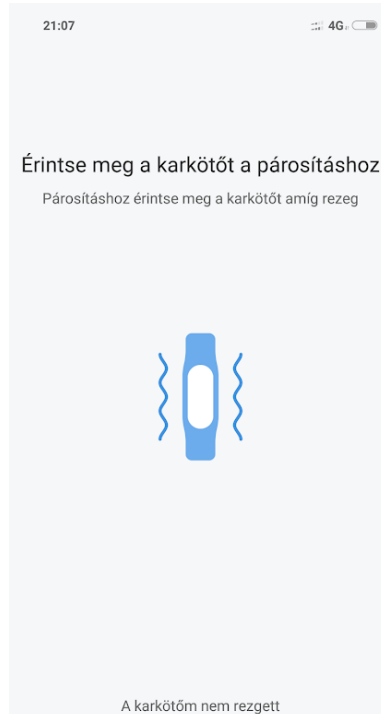 21:07 4G
Érintse meg a karkötőt a párosításhoz
Párosításhoz érintse meg a karkötőt amíg rezeg
A karkötőm nem rezgett